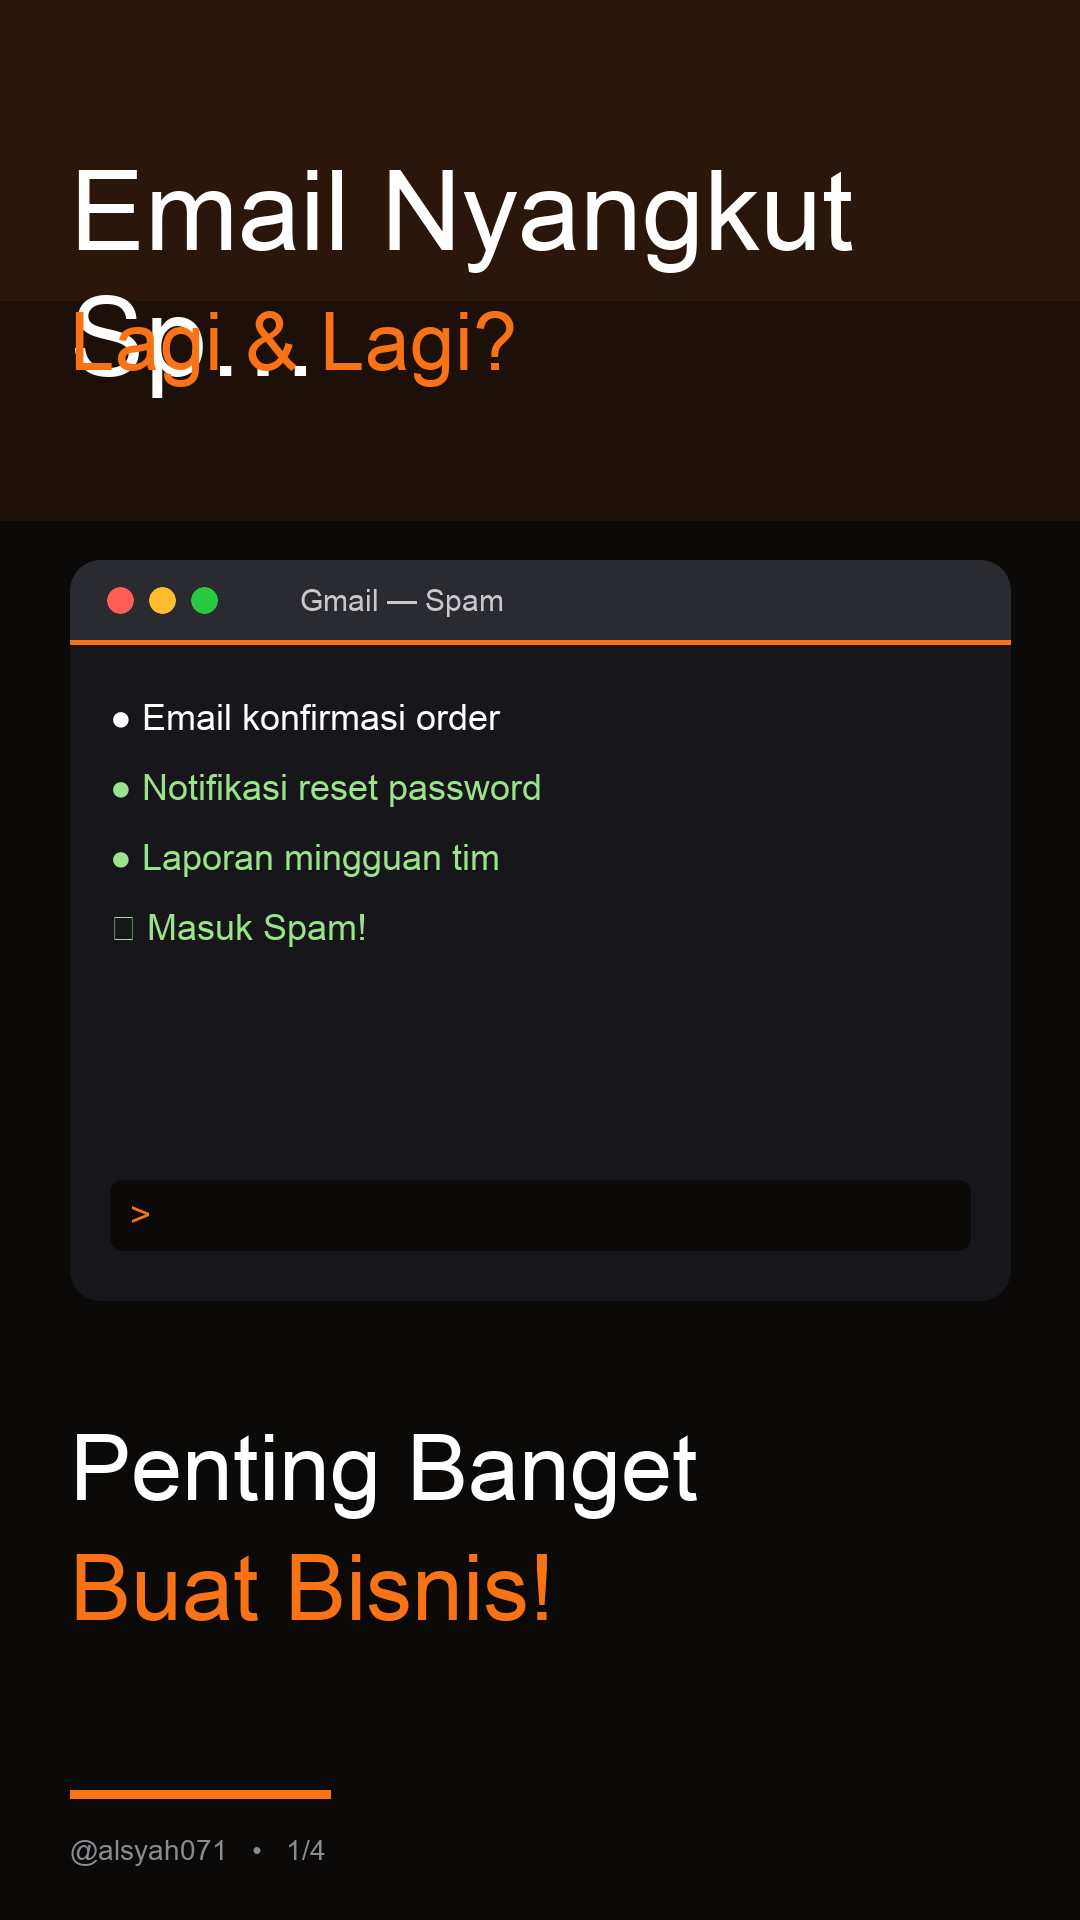 Email Nyangkut
Sp...
Lagi & Lagi?
Gmail — Spam
● Email konfirmasi order
● Notifikasi reset password
● Laporan mingguan tim
□ Masuk Spam!
>
Penting Banget
Buat Bisnis!
@alsyah071 • 1/4